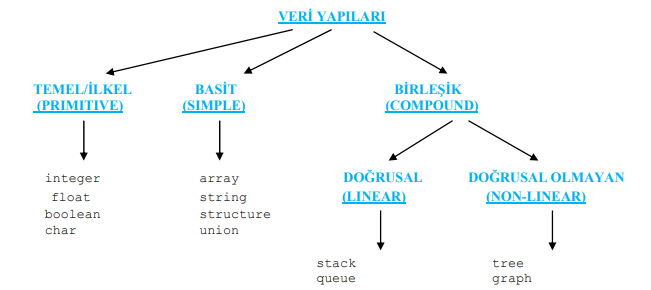 VERİ YAPILARI
TEMEL/İLKEL
(PRIMITIVE)
BASİT
(SIMPLE)
BİRLEŞİK
(COMPOUND)
integer
float
boolean
char
array
string
structure
union
DOĞRUSAL
(LINEAR)
DOĞRUSAL OLMAYAN
(NON-LINEAR)
stack
queue
tree
graph